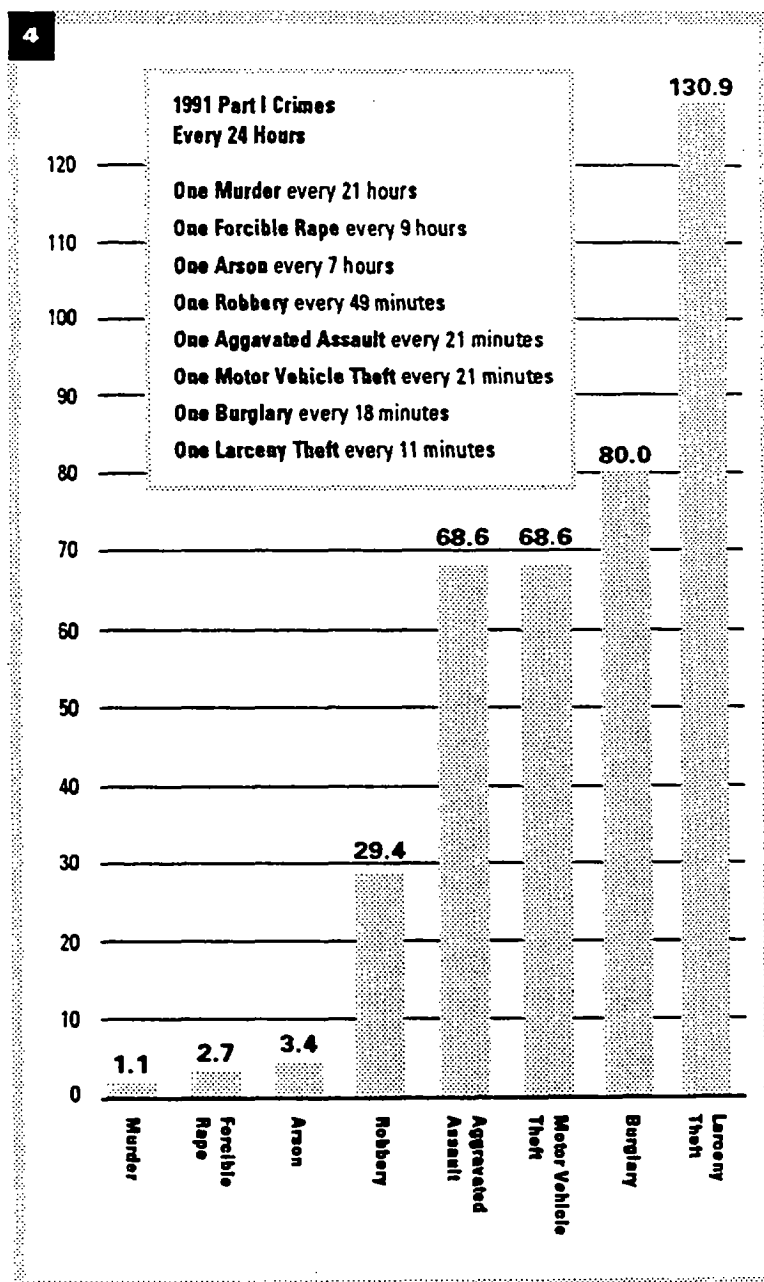 4
1991 Part I Crimes
Every 24 Hours
One Murder every 21 hours
One Forcible Rape every 9 hours
One Arson every 7 hours
One Robbery every 49 minutes
One Aggavated Assault every 21 minutes
One Motor Vehicle Theft every 21 minutes
One Burglary every 18 minutes
One Larceny Theft every 11 minutes
130.9
120
110
100
90
80
80.0
68.6 68.6
70
60
50
40
29.4
30
20
10
1.1 2.7 3.4
0
Murder
Forcible
Rape
Arson
Robbery
Aggravated
Assault
Motor Vehicle
Theft
Burglary
Larceny
Theft